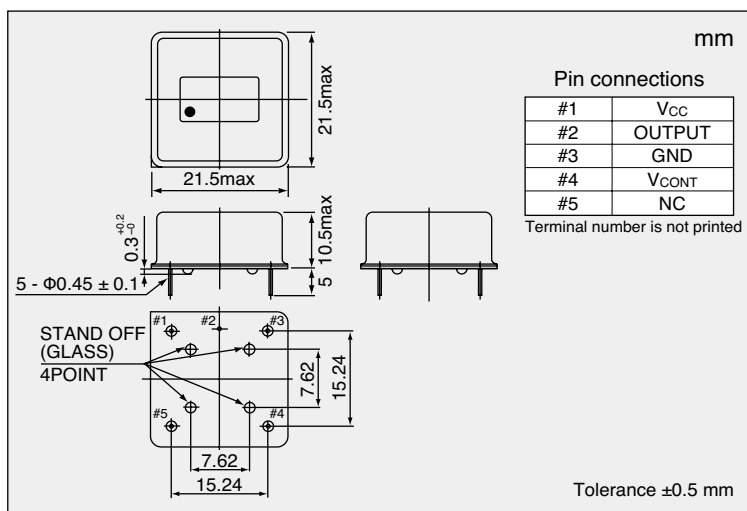 mm
21.5max
21.5max
Pin connections
#1 VCC
#2 OUTPUT
#3 GND
#4 VCONT
#5 NC
Terminal number is not printed
0.3 +0.2 -0
10.5max
5
5 - Φ0.45 ± 0.1
STAND OFF
(GLASS)
4POINT
#1 #2 #3
#5 #4
7.62
15.24
7.62
15.24
Tolerance ±0.5 mm